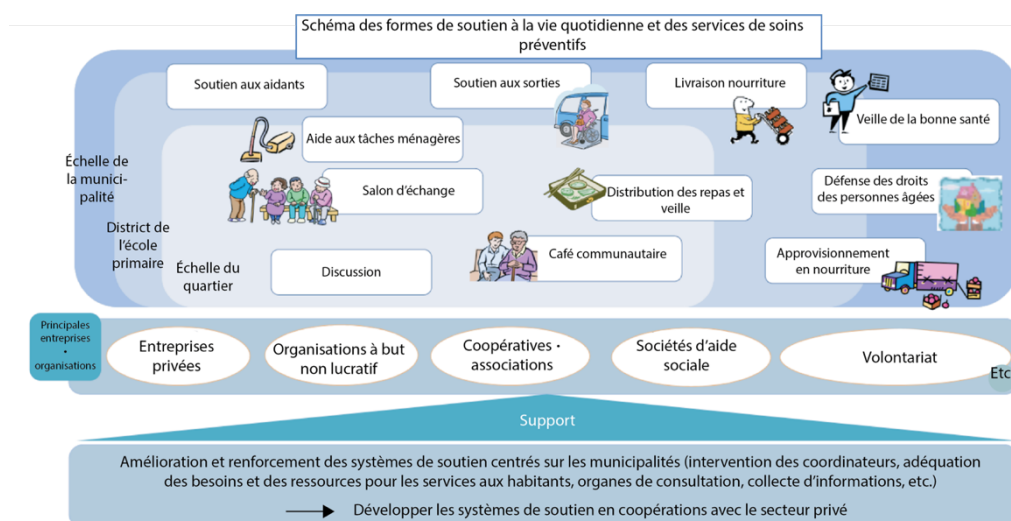 Schéma des formes de soutien à la vie quotidienne et des services de soins
préventifs
Soutien aux aidants
Soutien aux sorties
Livraison nourriture
Veille de la bonne santé
Aide aux tâches ménagères
Échelle de
la munici-
palité
Salon d'échange
Distribution des repas et
veille
Défense des droits
des personnes âgées
District de
l'école
primaire
Échelle du
quartier
Discussion
Café communautaire
Approvisionnement
en nourriture
Principales
entreprises
•
organisations
Entreprises
privées
Organisations à but
non lucratif
Coopératives •
associations
Sociétés d'aide
sociale
Volontariat
Etc
Support
Amélioration et renforcement des systèmes de soutien centrés sur les municipalités (intervention des coordinateurs, adéquation
des besoins et des ressources pour les services aux habitants, organes de consultation, collecte d'informations, etc.)
Développer les systèmes de soutien en coopérations avec le secteur privé